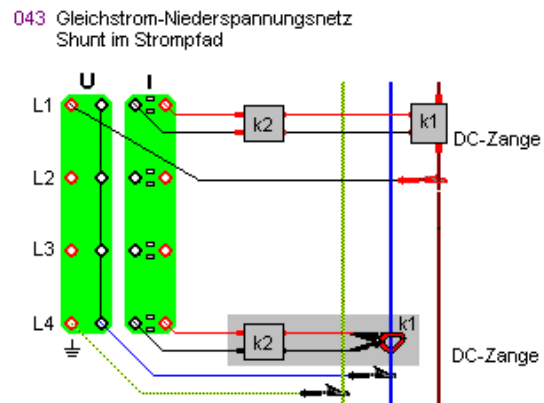 043 Gleichstrom-Niederspannungsnetz
Shunt im Strompfad
U I
L1
k2
k1
DC-Zange
L2
L3
L4
k2
k1
DC-Zange